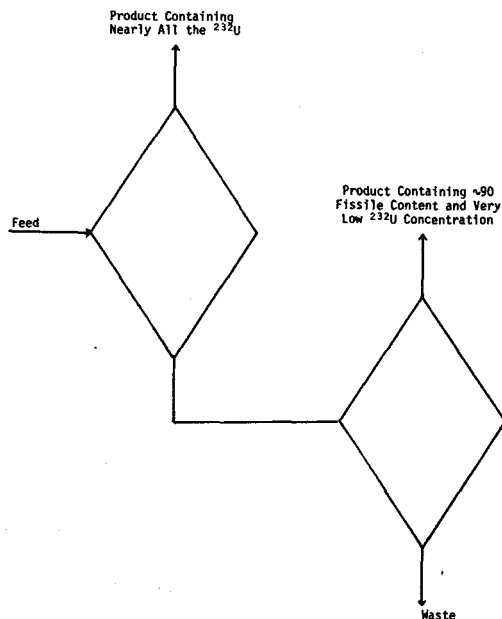 Product Containing
Nearly All the ²³²U
Feed
Product Containing ~90
Fissile Content and Very
Low ²³²U Concentration
Waste